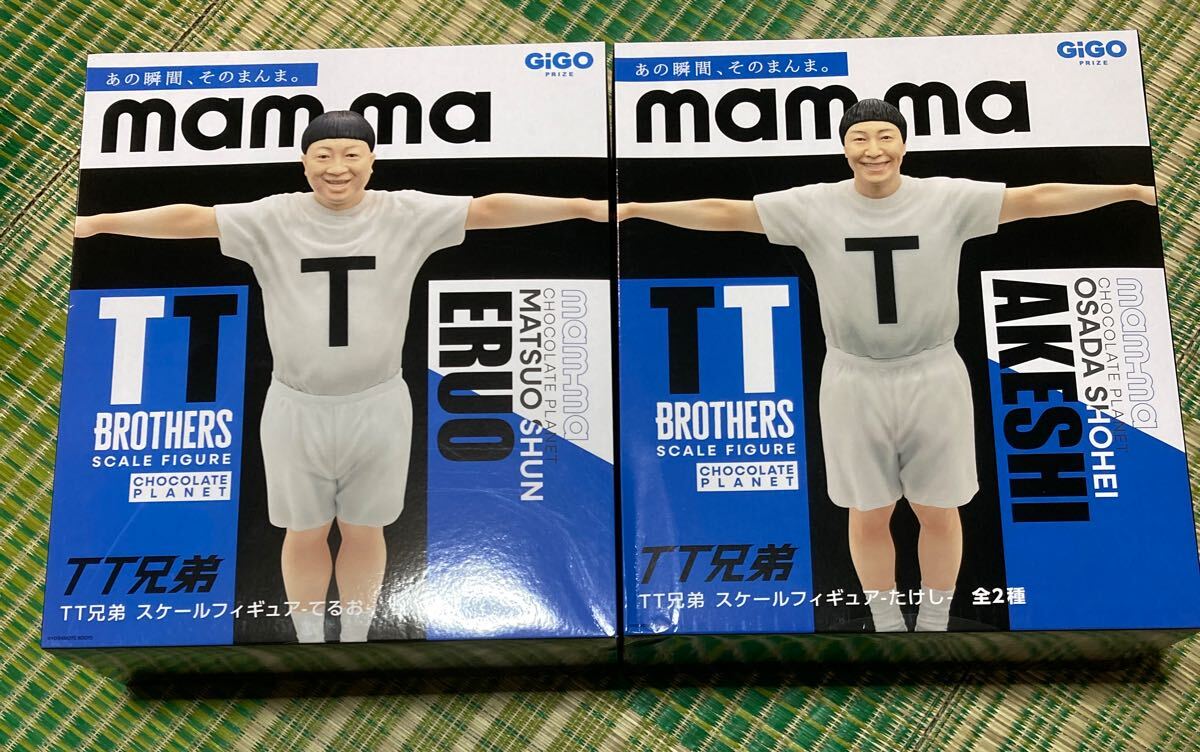 GiGO
PRIZE
あの瞬間、そのまんま。
mam-ma
T
TT
BROTHERS
SCALE FIGURE
CHOCOLATE
PLANET
mam-ma
CHOCOLATE PLANET
MATSUO SHUN
ERUO
TT兄弟
TT兄弟 スケールフィギュア-てるお-
©YOSHIMOTO KOGYO
GiGO
PRIZE
あの瞬間、そのまんま。
mam-ma
T
TT
BROTHERS
SCALE FIGURE
CHOCOLATE
PLANET
mam-ma
CHOCOLATE PLANET
OSADA SHOHEI
AKESHI
TT兄弟
TT兄弟 スケールフィギュア-たけし- 全2種